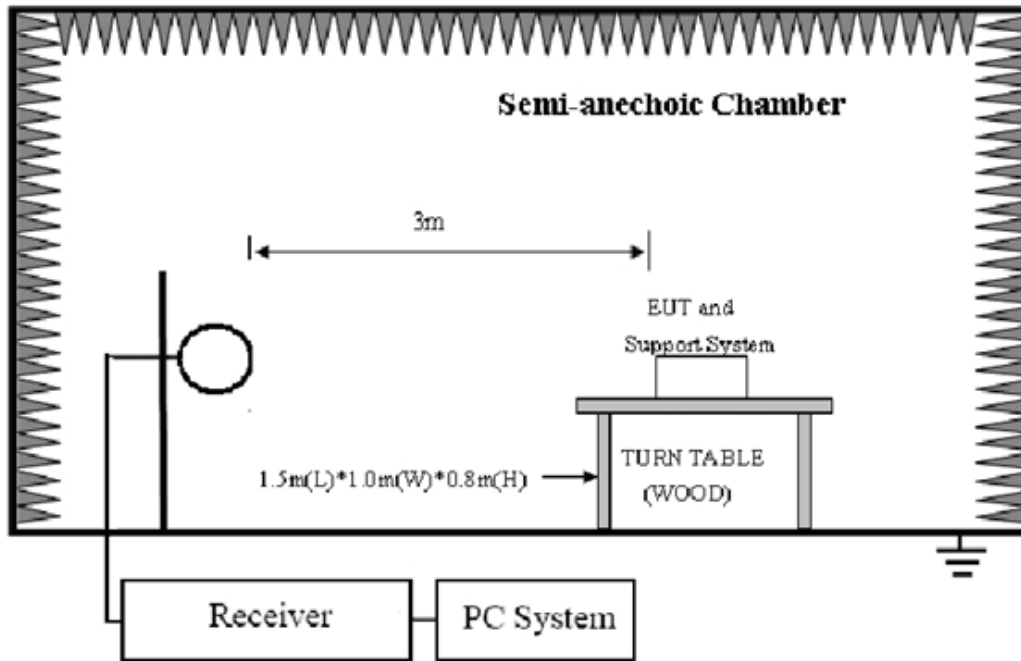 Semi-anechoic Chamber
3m
EUT and
Support System
1.5m(L)*1.0m(W)*0.8m(H)
TURN TABLE
(WOOD)
Receiver
PC System